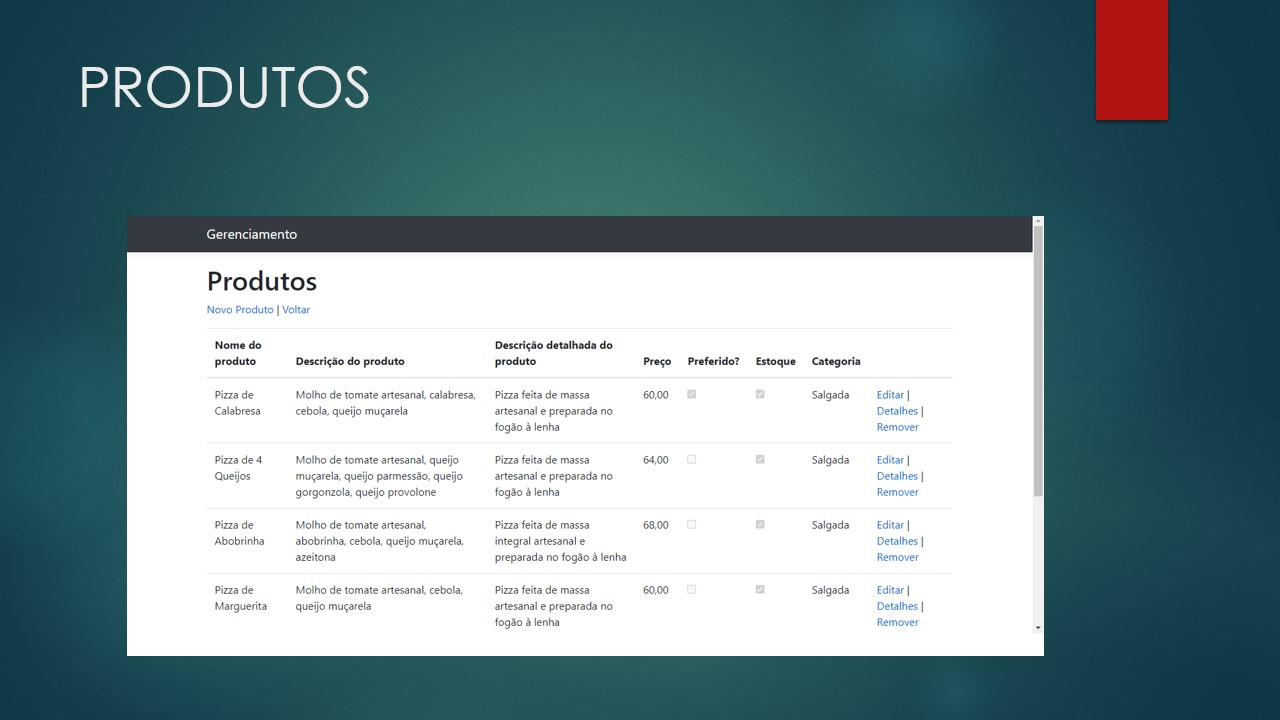 PRODUTOS
Gerenciamento
Produtos
Novo Produto | Voltar
Nome do produto Descrição do produto Descrição detalhada do produto Preço Preferido? Estoque Categoria
Pizza de Molho de tomate artesanal, calabresa, Pizza feita de massa 60,00 Salgada Editar |
Calabresa cebola, queijo muçarela artesanal e preparada no Detalhes |
fogão à lenha Remover
Pizza de 4 Molho de tomate artesanal, queijo Pizza feita de massa 64,00 Salgada Editar |
Queijos muçarela, queijo parmessão, queijo artesanal e preparada no Detalhes |
gorgonzola, queijo provolone fogão à lenha Remover
Pizza de Molho de tomate artesanal, Pizza feita de massa 68,00 Salgada Editar |
Abobrinha abobrinha, cebola, queijo muçarela, integral artesanal e Detalhes |
azeitona preparada no fogão à lenha Remover
Pizza de Molho de tomate artesanal, cebola, Pizza feita de massa 60,00 Salgada Editar |
Marguerita queijo muçarela artesanal e preparada no Detalhes |
fogão à lenha Remover